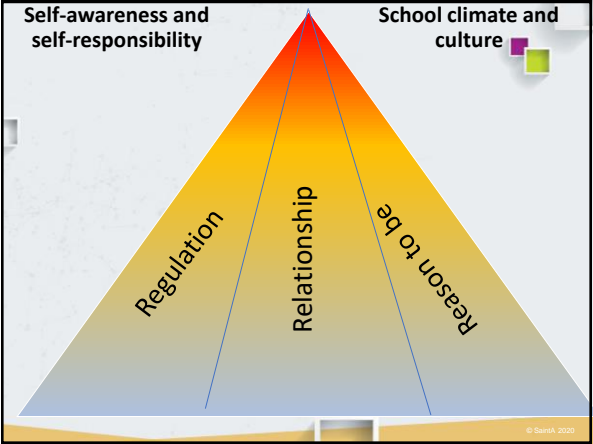 Self-awareness and
self-responsibility
School climate and
culture
Regulation
Relationship
Reason to be
© SaintA 2020